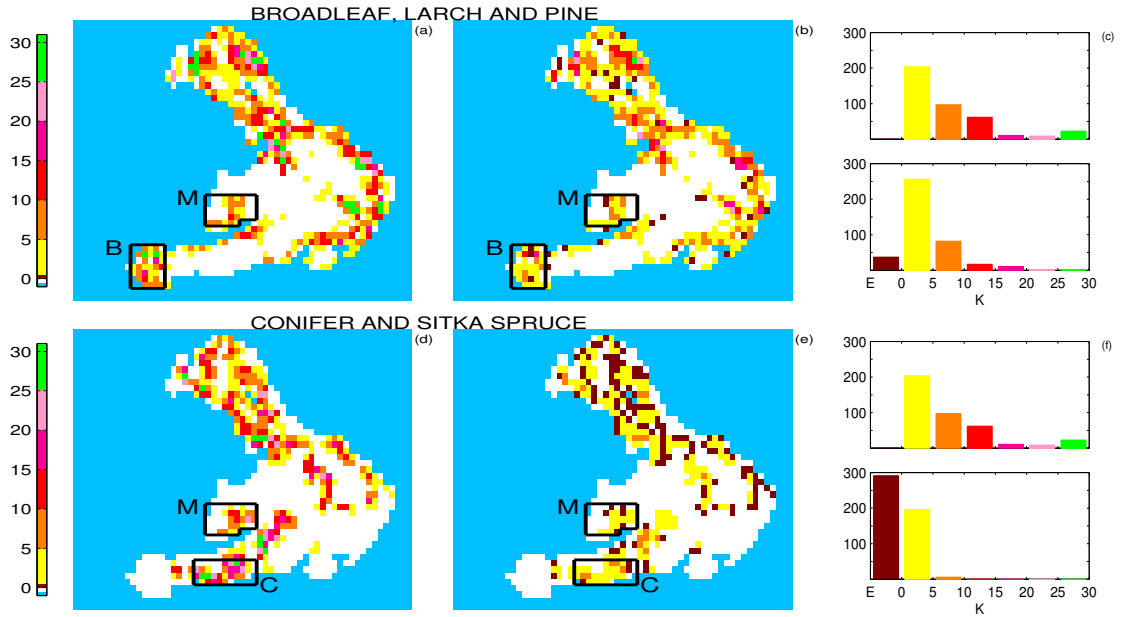 BROADLEAF, LARCH AND PINE
(a)
(b)
(c)
30
25
20
15
10
5
0
M
B
M
B
300
200
100
300
200
100
E 0 5 10 15 20 25 30
K
CONIFER AND SITKA SPRUCE
(d)
(e)
(f)
30
25
20
15
10
5
0
M
C
M
C
300
200
100
300
200
100
E 0 5 10 15 20 25 30
K